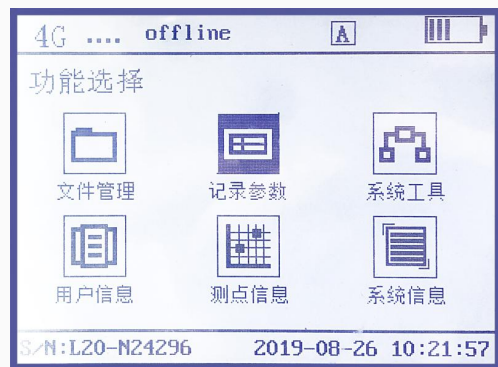 4G .... offline A
功能选择
文件管理 记录参数 系统工具
用户信息 测点信息 系统信息
S/N:L20-N24296 2019-08-26 10:21:57